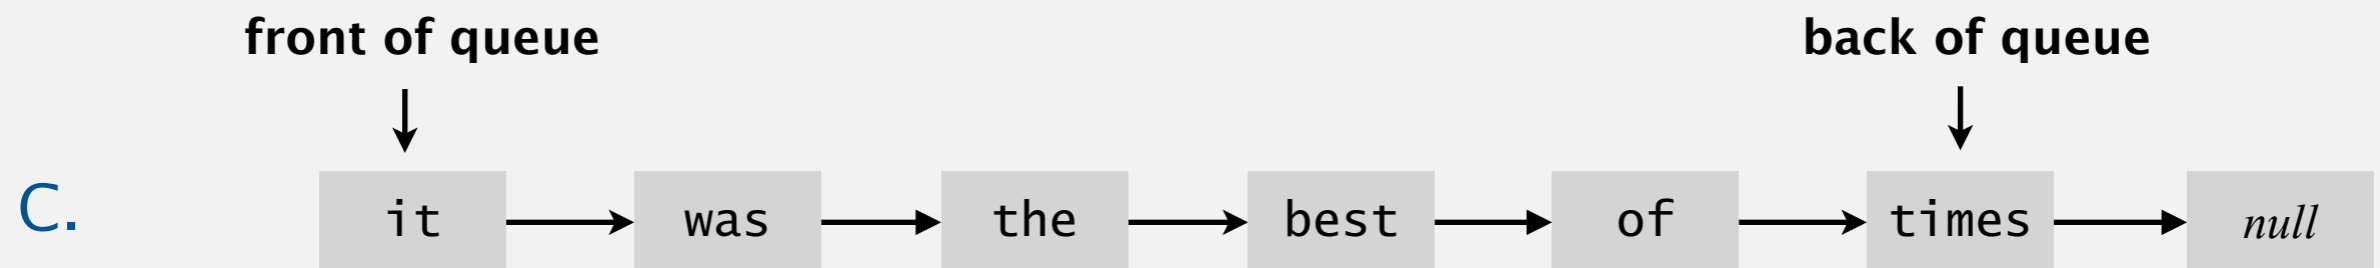 front of queue back of queue
C. it was the best of times null